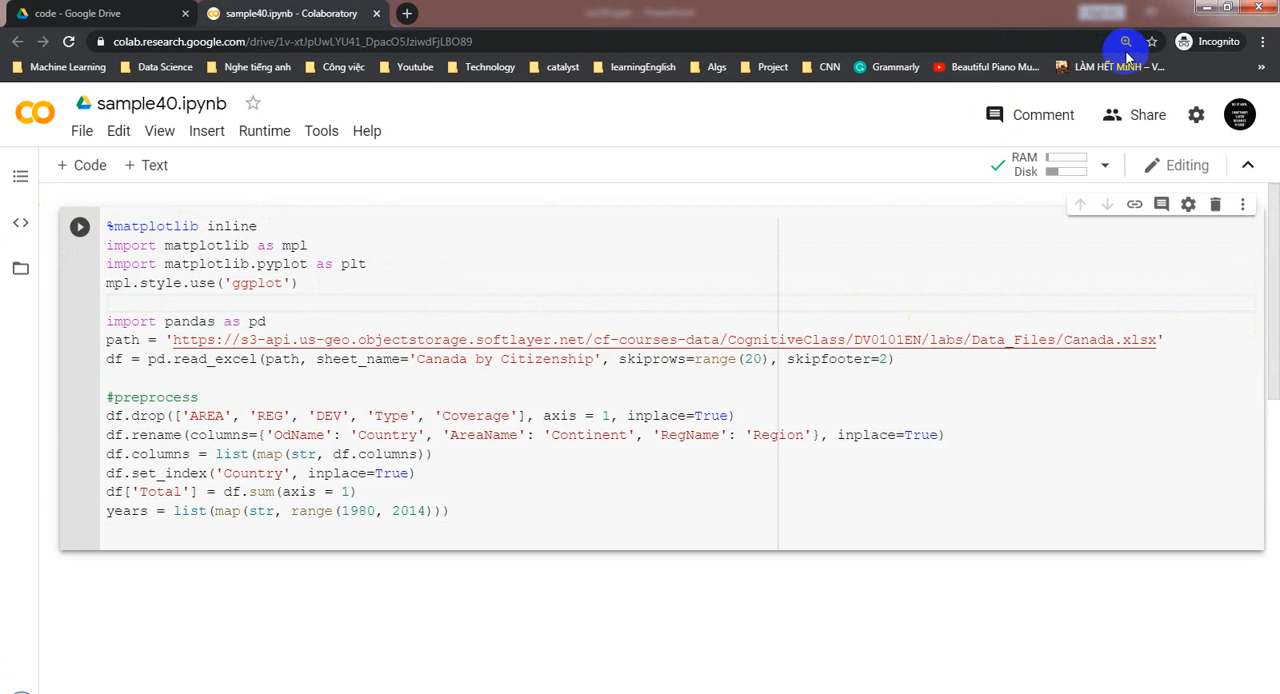 code - Google Drive
sample40.ipynb - Colaboratory
colab.research.google.com/drive/1v-xtJpUwLYU41_DpacO5JziwdFjLBO89
Incognito
Machine Learning
Data Science
Nghe tiếng anh
Công việc
Youtube
Technology
catalyst
learningEnglish
Algs
Project
CNN
Grammarly
Beautiful Piano Mu...
LÀM HẾT MÌNH – V...
sample40.ipynb
Comment
Share
File Edit View Insert Runtime Tools Help
+ Code + Text
RAM
Disk
Editing
%matplotlib inline
import matplotlib as mpl
import matplotlib.pyplot as plt
mpl.style.use('ggplot')
import pandas as pd
path = 'https://s3-api.us-geo.objectstorage.softlayer.net/cf-courses-data/CognitiveClass/DV0101EN/labs/Data_Files/Canada.xlsx'
df = pd.read_excel(path, sheet_name='Canada by Citizenship', skiprows=range(20), skipfooter=2)
#preprocess
df.drop(['AREA', 'REG', 'DEV', 'Type', 'Coverage'], axis = 1, inplace=True)
df.rename(columns={'OdName': 'Country', 'AreaName': 'Continent', 'RegName': 'Region'}, inplace=True)
df.columns = list(map(str, df.columns))
df.set_index('Country', inplace=True)
df['Total'] = df.sum(axis = 1)
years = list(map(str, range(1980, 2014)))